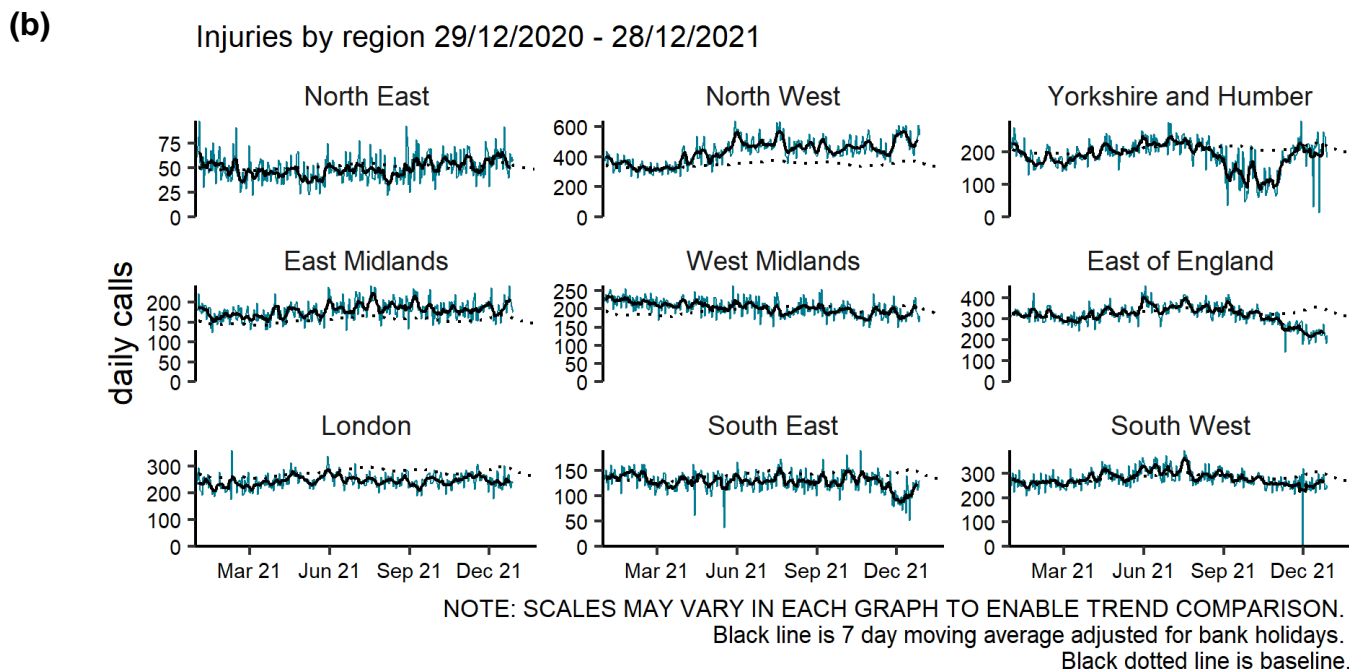 (b)
Injuries by region 29/12/2020 - 28/12/2021
daily calls
North East
75
50
25
0
North West
600
400
200
0
Yorkshire and Humber
200
100
0
East Midlands
200
150
100
50
0
West Midlands
250
200
150
100
50
0
East of England
400
300
200
100
0
London
300
200
100
0
South East
150
100
50
0
South West
300
200
100
0
Mar 21 Jun 21 Sep 21 Dec 21
Mar 21 Jun 21 Sep 21 Dec 21
Mar 21 Jun 21 Sep 21 Dec 21
NOTE: SCALES MAY VARY IN EACH GRAPH TO ENABLE TREND COMPARISON.
Black line is 7 day moving average adjusted for bank holidays.
Black dotted line is baseline.